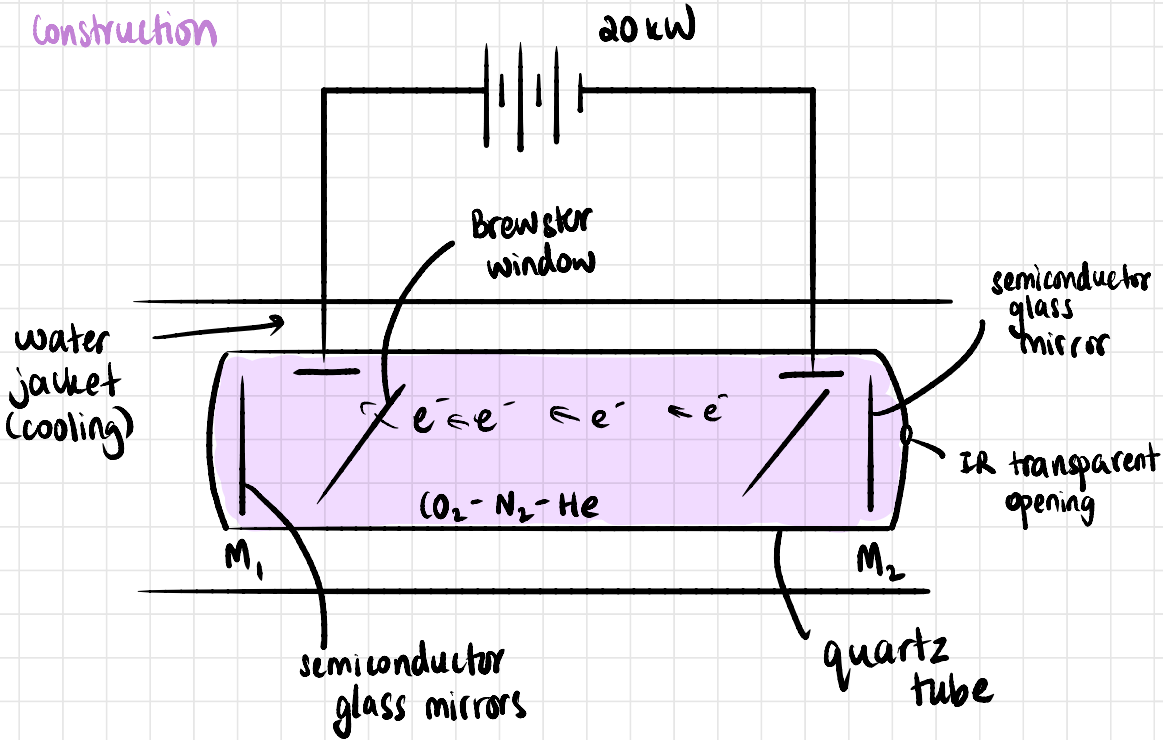 Construction
20 kW
Brewster
window
semiconductor
glass
mirror
water
jacket
(cooling)
e⁻ ← e⁻ ← e⁻ ← e⁻
IR transparent
opening
CO₂-N₂-He
M₁
M₂
semiconductor
glass mirrors
quartz
tube